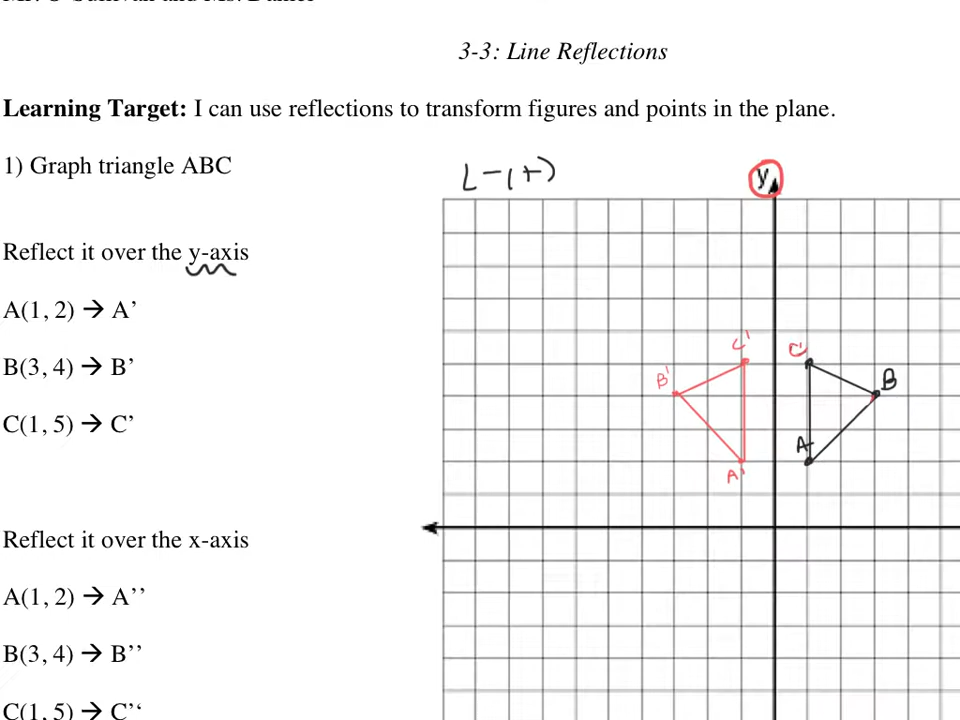 3-3: Line Reflections
Learning Target: I can use reflections to transform figures and points in the plane.
1) Graph triangle ABC
(-,+)
y
Reflect it over the y-axis
A(1, 2) → A’
B(3, 4) → B’
C(1, 5) → C’
C'
C
B'
B
A
A'
Reflect it over the x-axis
A(1, 2) → A’’
B(3, 4) → B’’
C(1, 5) → C’‘